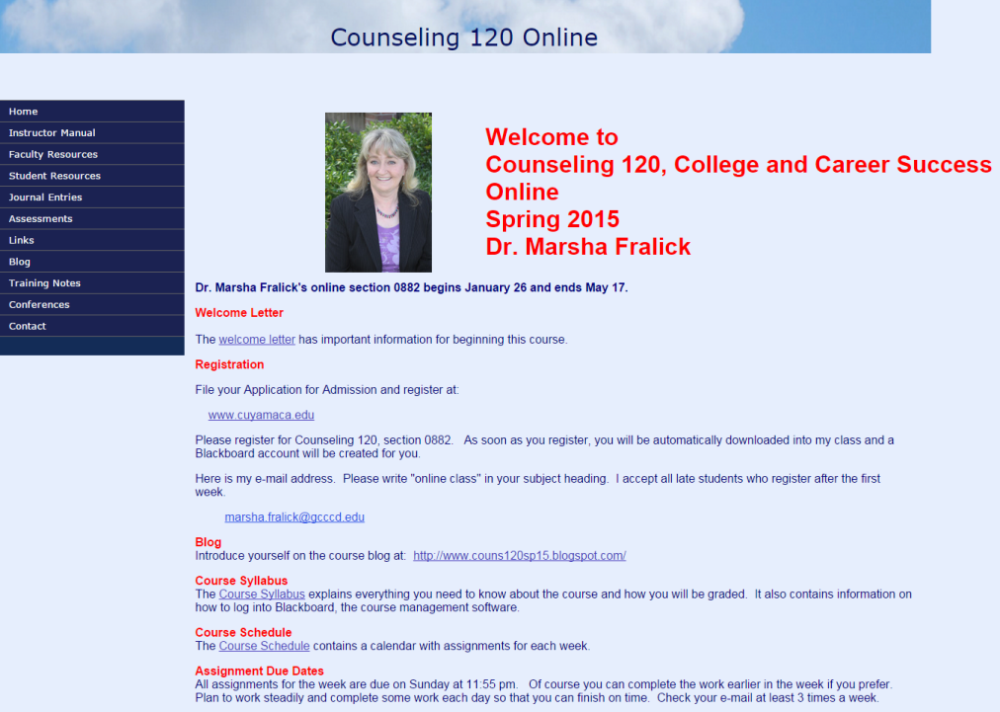 Counseling 120 Online
Home
Instructor Manual
Faculty Resources
Student Resources
Journal Entries
Assessments
Links
Blog
Training Notes
Conferences
Contact
Welcome to
Counseling 120, College and Career Success
Online
Spring 2015
Dr. Marsha Fralick
Dr. Marsha Fralick's online section 0882 begins January 26 and ends May 17.
Welcome Letter
The welcome letter has important information for beginning this course.
Registration
File your Application for Admission and register at:
www.cuyamaca.edu
Please register for Counseling 120, section 0882. As soon as you register, you will be automatically downloaded into my class and a
Blackboard account will be created for you.
Here is my e-mail address. Please write "online class" in your subject heading. I accept all late students who register after the first
week.
marsha.fralick@gcccd.edu
Blog
Introduce yourself on the course blog at: http://www.couns120sp15.blogspot.com/
Course Syllabus
The Course Syllabus explains everything you need to know about the course and how you will be graded. It also contains information on
how to log into Blackboard, the course management software.
Course Schedule
The Course Schedule contains a calendar with assignments for each week.
Assignment Due Dates
All assignments for the week are due on Sunday at 11:55 pm. Of course you can complete the work earlier in the week if you prefer.
Plan to work steadily and complete some work each day so that you can finish on time. Check your e-mail at least 3 times a week.